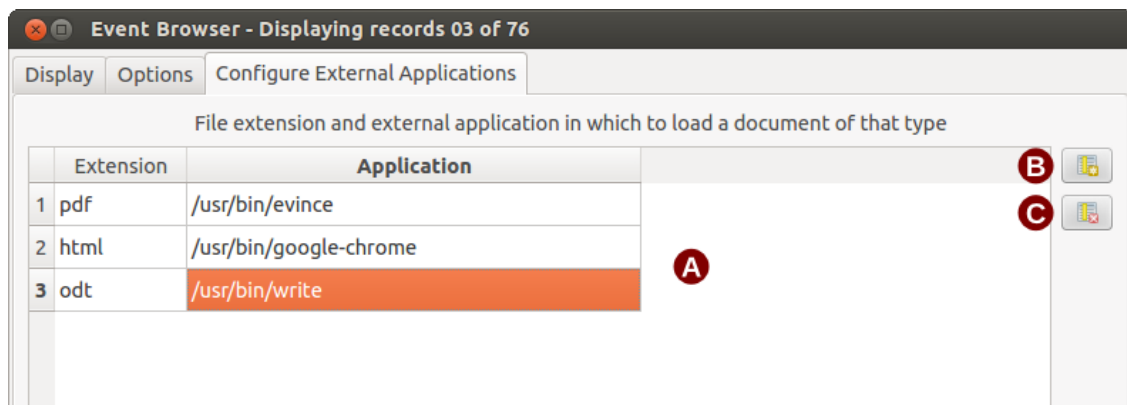 Event Browser - Displaying records 03 of 76
Display Options Configure External Applications
File extension and external application in which to load a document of that type
Extension Application B
1 pdf /usr/bin/evince C
2 html /usr/bin/google-chrome A
3 odt /usr/bin/write